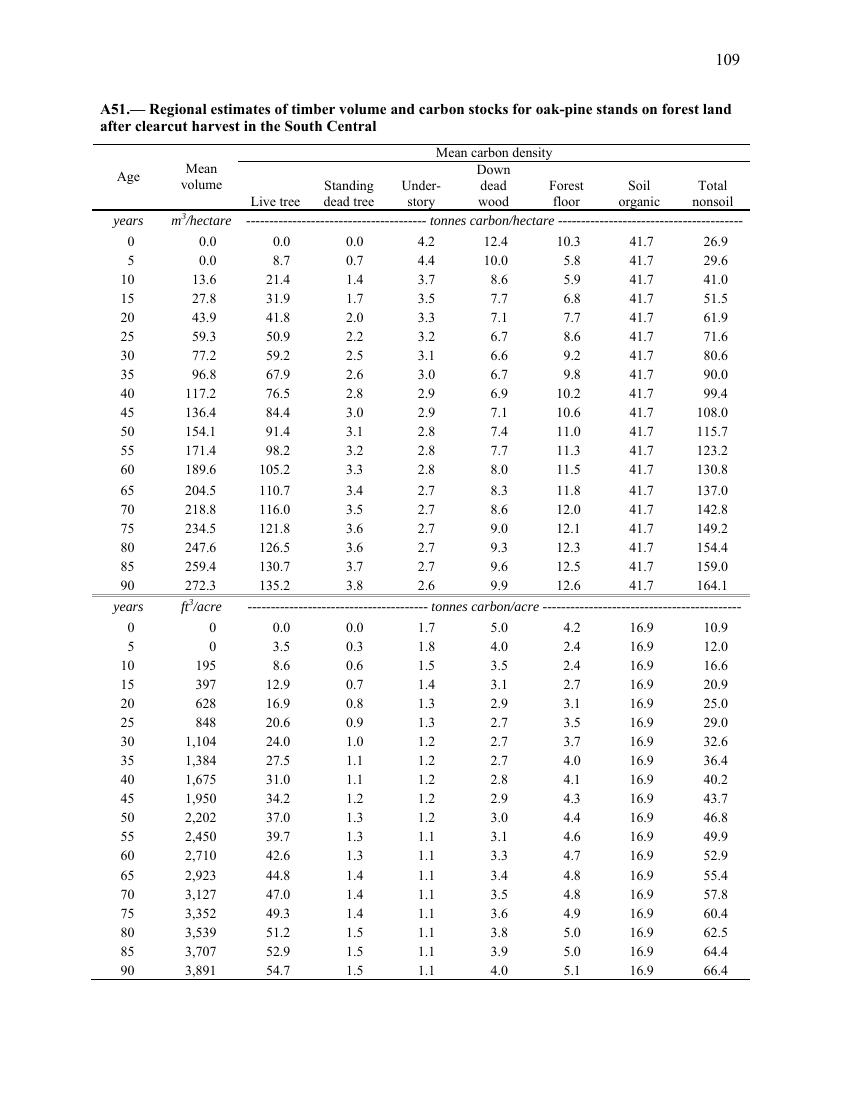 109
A51.— Regional estimates of timber volume and carbon stocks for oak-pine stands on forest land
after clearcut harvest in the South Central
Age Mean volume Mean carbon density
Live tree Standing dead tree Under-story Down dead wood Forest floor Soil organic Total nonsoil
years m³/hectare ---------------------------------------- tonnes carbon/hectare ----------------------------------------
0 0.0 0.0 0.0 4.2 12.4 10.3 41.7 26.9
5 0.0 8.7 0.7 4.4 10.0 5.8 41.7 29.6
10 13.6 21.4 1.4 3.7 8.6 5.9 41.7 41.0
15 27.8 31.9 1.7 3.5 7.7 6.8 41.7 51.5
20 43.9 41.8 2.0 3.3 7.1 7.7 41.7 61.9
25 59.3 50.9 2.2 3.2 6.7 8.6 41.7 71.6
30 77.2 59.2 2.5 3.1 6.6 9.2 41.7 80.6
35 96.8 67.9 2.6 3.0 6.7 9.8 41.7 90.0
40 117.2 76.5 2.8 2.9 6.9 10.2 41.7 99.4
45 136.4 84.4 3.0 2.9 7.1 10.6 41.7 108.0
50 154.1 91.4 3.1 2.8 7.4 11.0 41.7 115.7
55 171.4 98.2 3.2 2.8 7.7 11.3 41.7 123.2
60 189.6 105.2 3.3 2.8 8.0 11.5 41.7 130.8
65 204.5 110.7 3.4 2.7 8.3 11.8 41.7 137.0
70 218.8 116.0 3.5 2.7 8.6 12.0 41.7 142.8
75 234.5 121.8 3.6 2.7 9.0 12.1 41.7 149.2
80 247.6 126.5 3.6 2.7 9.3 12.3 41.7 154.4
85 259.4 130.7 3.7 2.7 9.6 12.5 41.7 159.0
90 272.3 135.2 3.8 2.6 9.9 12.6 41.7 164.1
years ft³/acre ---------------------------------------- tonnes carbon/acre ----------------------------------------
0 0 0.0 0.0 1.7 5.0 4.2 16.9 10.9
5 0 3.5 0.3 1.8 4.0 2.4 16.9 12.0
10 195 8.6 0.6 1.5 3.5 2.4 16.9 16.6
15 397 12.9 0.7 1.4 3.1 2.7 16.9 20.9
20 628 16.9 0.8 1.3 2.9 3.1 16.9 25.0
25 848 20.6 0.9 1.3 2.7 3.5 16.9 29.0
30 1,104 24.0 1.0 1.2 2.7 3.7 16.9 32.6
35 1,384 27.5 1.1 1.2 2.7 4.0 16.9 36.4
40 1,675 31.0 1.1 1.2 2.8 4.1 16.9 40.2
45 1,950 34.2 1.2 1.2 2.9 4.3 16.9 43.7
50 2,202 37.0 1.3 1.2 3.0 4.4 16.9 46.8
55 2,450 39.7 1.3 1.1 3.1 4.6 16.9 49.9
60 2,710 42.6 1.3 1.1 3.3 4.7 16.9 52.9
65 2,923 44.8 1.4 1.1 3.4 4.8 16.9 55.4
70 3,127 47.0 1.4 1.1 3.5 4.8 16.9 57.8
75 3,352 49.3 1.4 1.1 3.6 4.9 16.9 60.4
80 3,539 51.2 1.5 1.1 3.8 5.0 16.9 62.5
85 3,707 52.9 1.5 1.1 3.9 5.0 16.9 64.4
90 3,891 54.7 1.5 1.1 4.0 5.1 16.9 66.4